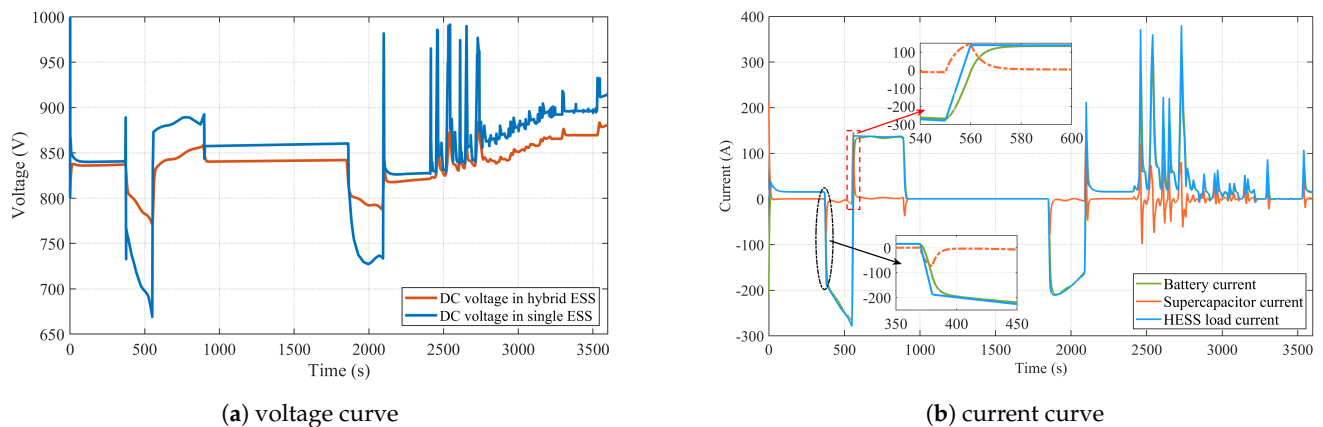 1000
950
900
850
800
750
700
650
Voltage (V)
0 500 1000 1500 2000 2500 3000 3500
Time (s)
DC voltage in hybrid ESS
DC voltage in single ESS
(a) voltage curve
400
300
200
100
0
-100
-200
-300
Current (A)
0 500 1000 1500 2000 2500 3000 3500
Time (s)
100
0
-100
-200
-300
540 560 580 600
0
-100
-200
350 400 450
Battery current
Supercapacitor current
HESS load current
(b) current curve